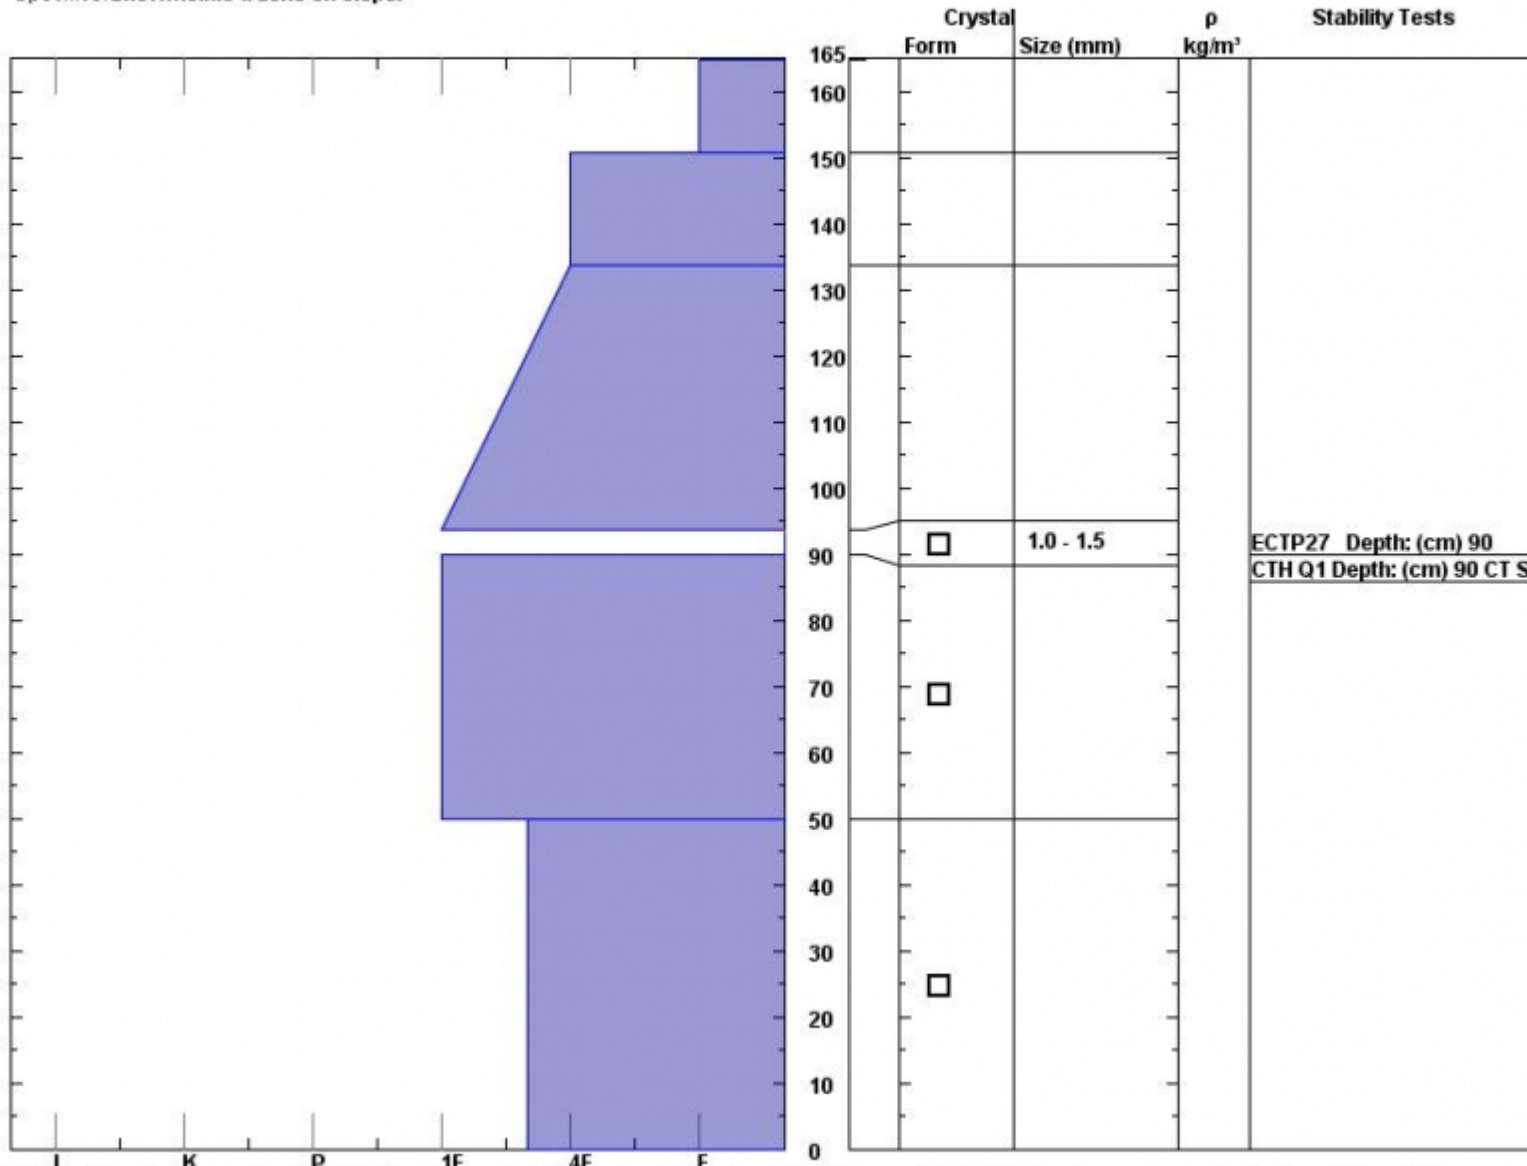 Crystal ρ Stability Tests
Form Size (mm) kg/m³
165
160
150
140
130
120
110
100
1.0 - 1.5
90 ECTP27 Depth: (cm) 90
CTH Q1 Depth: (cm) 90 CT S
80
70
60
50
40
30
20
10
0
I K P 1F 4F F